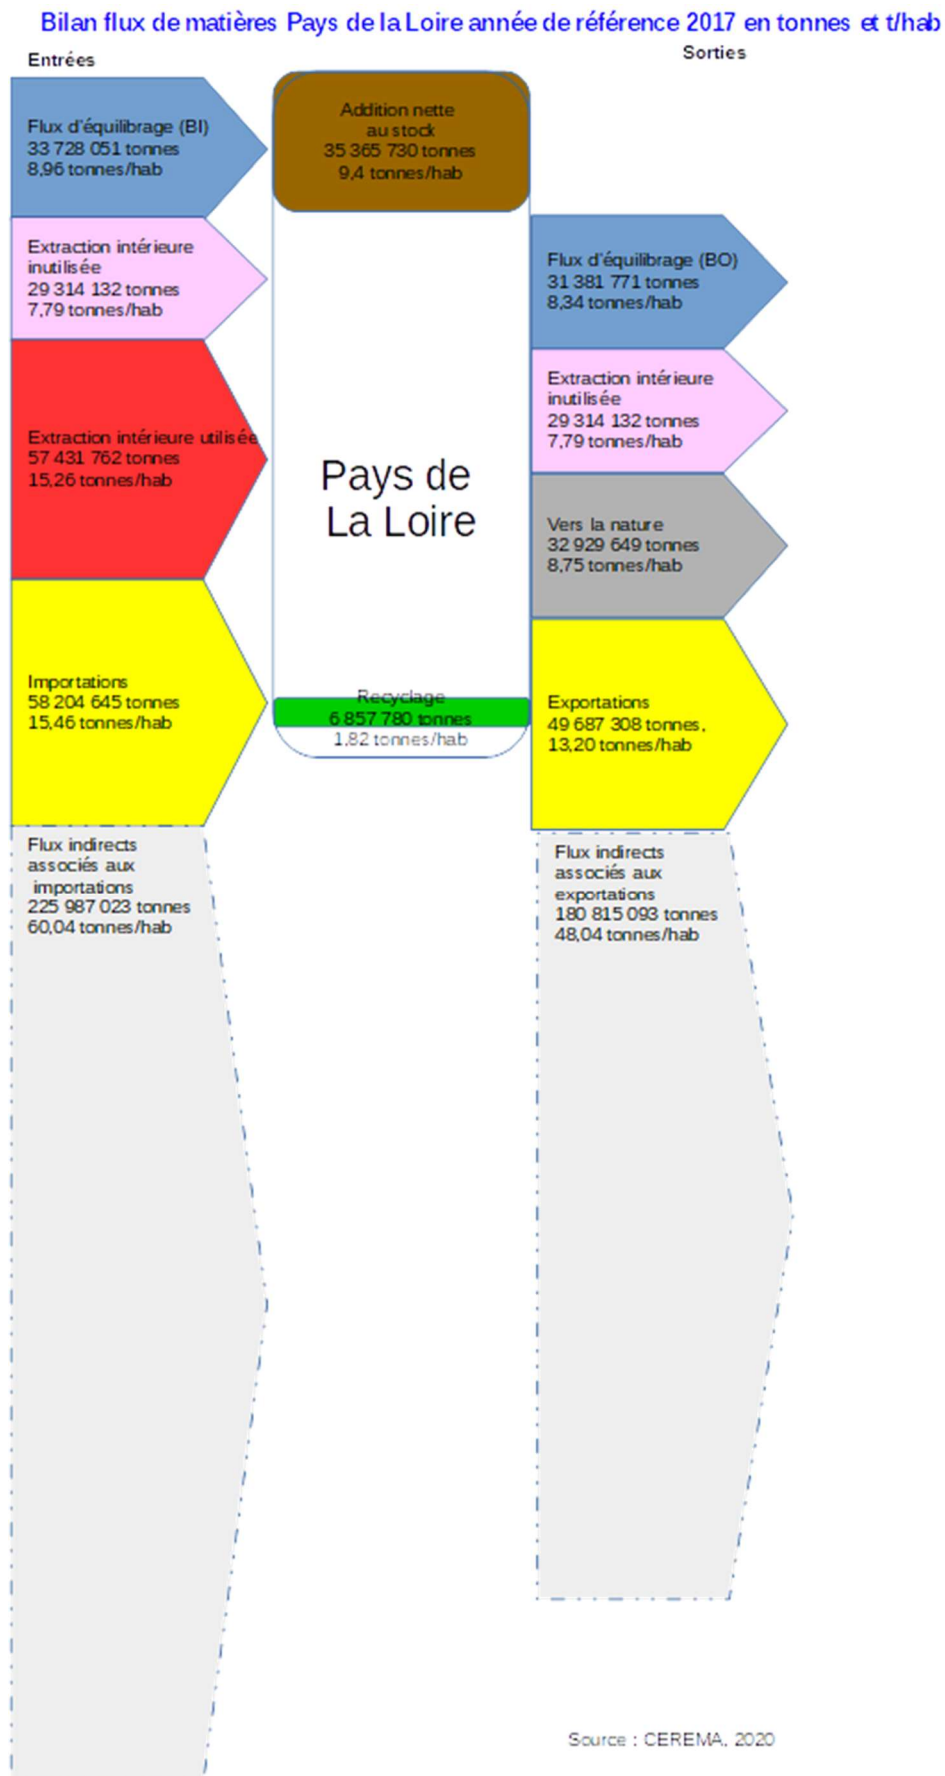 Bilan flux de matières Pays de la Loire année de référence 2017 en tonnes et t/hab
Entrées
Sorties
Flux d'équilibrage (BI)
33 728 051 tonnes
8,96 tonnes/hab
Extraction intérieure
inutilisée
29 314 132 tonnes
7,79 tonnes/hab
Extraction intérieure utilisée
57 431 762 tonnes
15,26 tonnes/hab
Importations
58 204 645 tonnes
15,46 tonnes/hab
Flux indirects
associés aux
importations
225 987 023 tonnes
60,04 tonnes/hab
Addition nette
au stock
35 365 730 tonnes
9,4 tonnes/hab
Pays de
La Loire
Recyclage
6 857 780 tonnes
1,82 tonnes/hab
Flux d'équilibrage (BO)
31 381 771 tonnes
8,34 tonnes/hab
Extraction intérieure
inutilisée
29 314 132 tonnes
7,79 tonnes/hab
Vers la nature
32 929 649 tonnes
8,75 tonnes/hab
Exportations
49 687 308 tonnes,
13,20 tonnes/hab
Flux indirects
associés aux
exportations
180 815 093 tonnes
48,04 tonnes/hab
Source : CEREMA, 2020